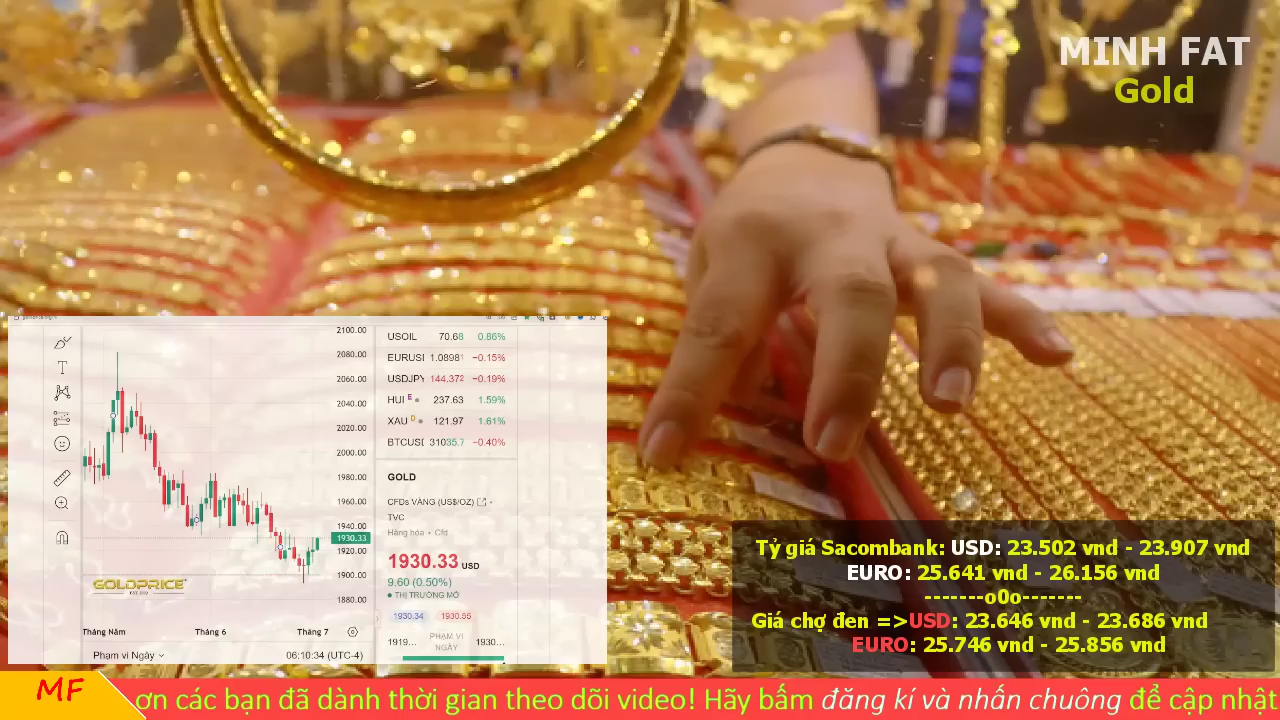 MINH FAT
Gold
2100.00
2080.00
2060.00
2040.00
2020.00
2000.00
1980.00
1960.00
1940.00
1930.33
1920.00
1900.00
1880.00
GOLDPRICE
Tháng Năm Tháng 6 Tháng 7
Phạm vi Ngày 06:10:34 (UTC-4)
USOIL 70.68 0.86%
EURUSI 1.08981 −0.15%
USDJPY 144.372 −0.19%
HUI E 237.63 1.59%
XAU D 121.97 1.61%
BTCUSD 31035.7 −0.40%
GOLD
CFDs VÀNG (US$/OZ)
TVC
Hàng hóa • Cfd
1930.33 USD
9.60 (0.50%)
THỊ TRƯỜNG MỞ
1930.34 1930.55
1919... PHẠM VI NGÀY 1930...
Tỷ giá Sacombank: USD: 23.502 vnd - 23.907 vnd
EURO: 25.641 vnd - 26.156 vnd
-------o0o-------
Giá chợ đen =>USD: 23.646 vnd - 23.686 vnd
EURO: 25.746 vnd - 25.856 vnd
MF
ơn các bạn đã dành thời gian theo dõi video! Hãy bấm đăng kí và nhấn chuông để cập nhật